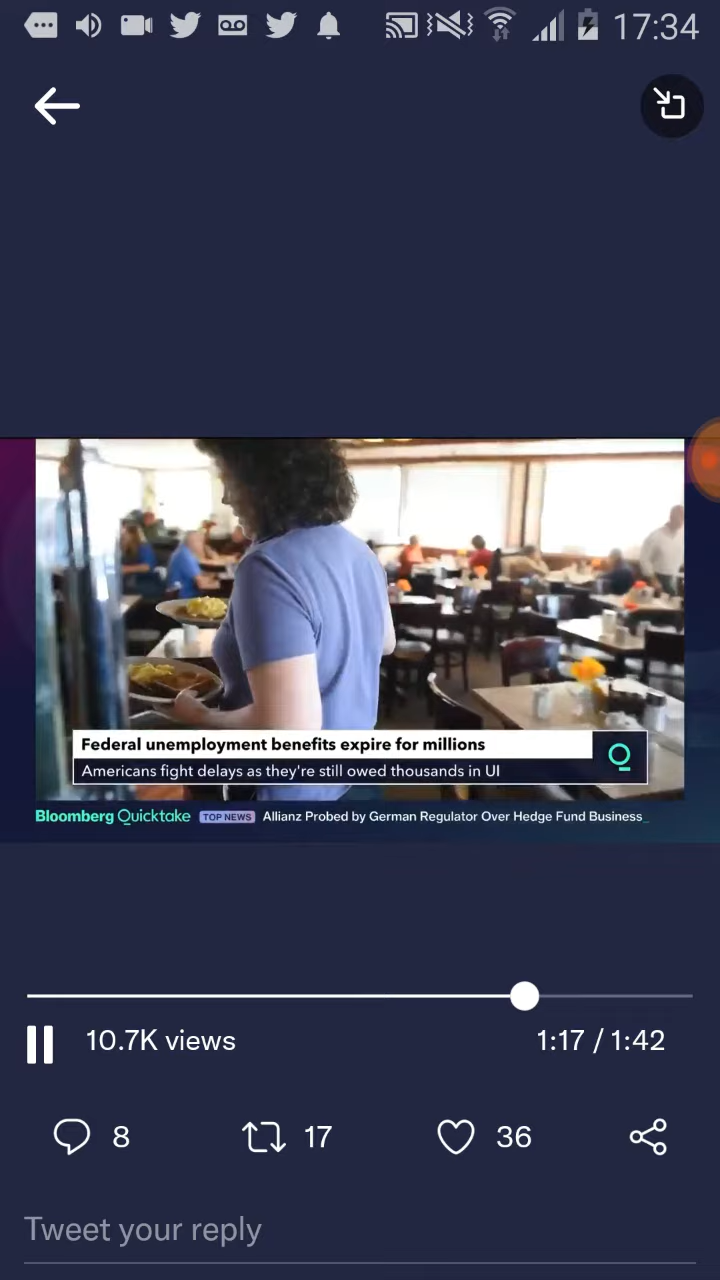 17:34
Federal unemployment benefits expire for millions
Americans fight delays as they're still owed thousands in UI
Bloomberg Quicktake TOP NEWS Allianz Probed by German Regulator Over Hedge Fund Business_
10.7K views 1:17 / 1:42
8 17 36
Tweet your reply